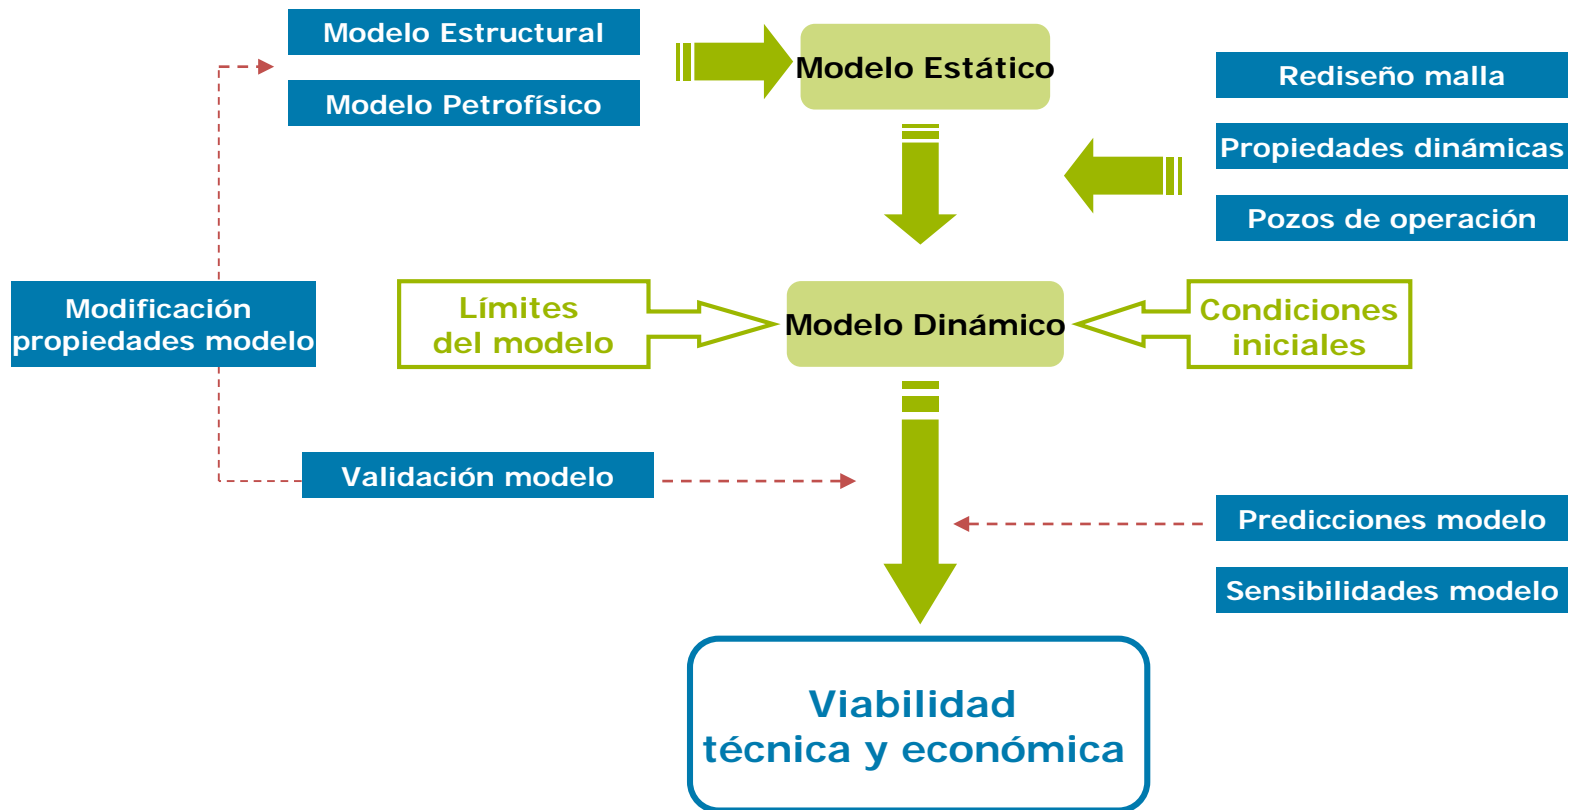 Modelo Estructural
Modelo Petrofísico
Modelo Estático
Rediseño malla
Propiedades dinámicas
Pozos de operación
Modificación
propiedades modelo
Límites
del modelo
Modelo Dinámico
Condiciones
iniciales
Validación modelo
Predicciones modelo
Sensibilidades modelo
Viabilidad
técnica y económica